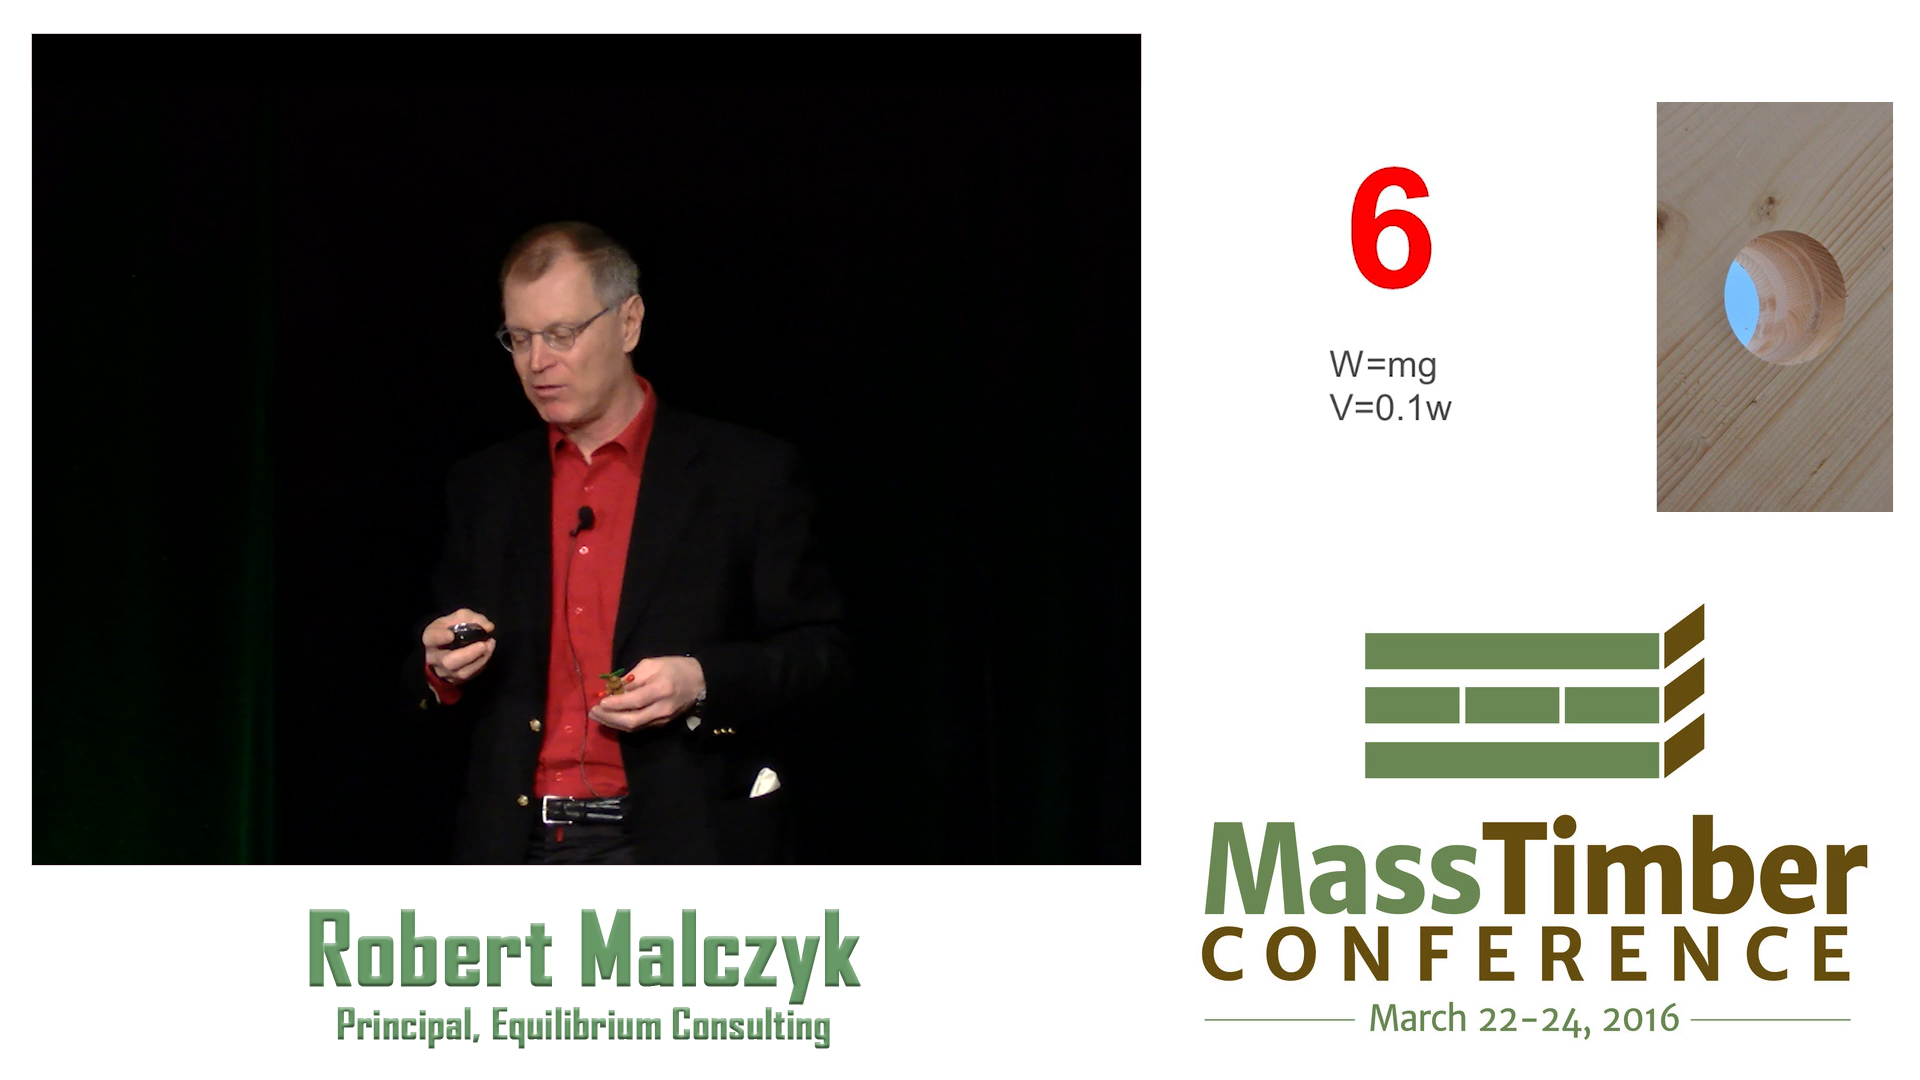 6
W=mg
V=0.1w
MassTimber
CONFERENCE
March 22-24, 2016
Robert Malczyk
Principal, Equilibrium Consulting